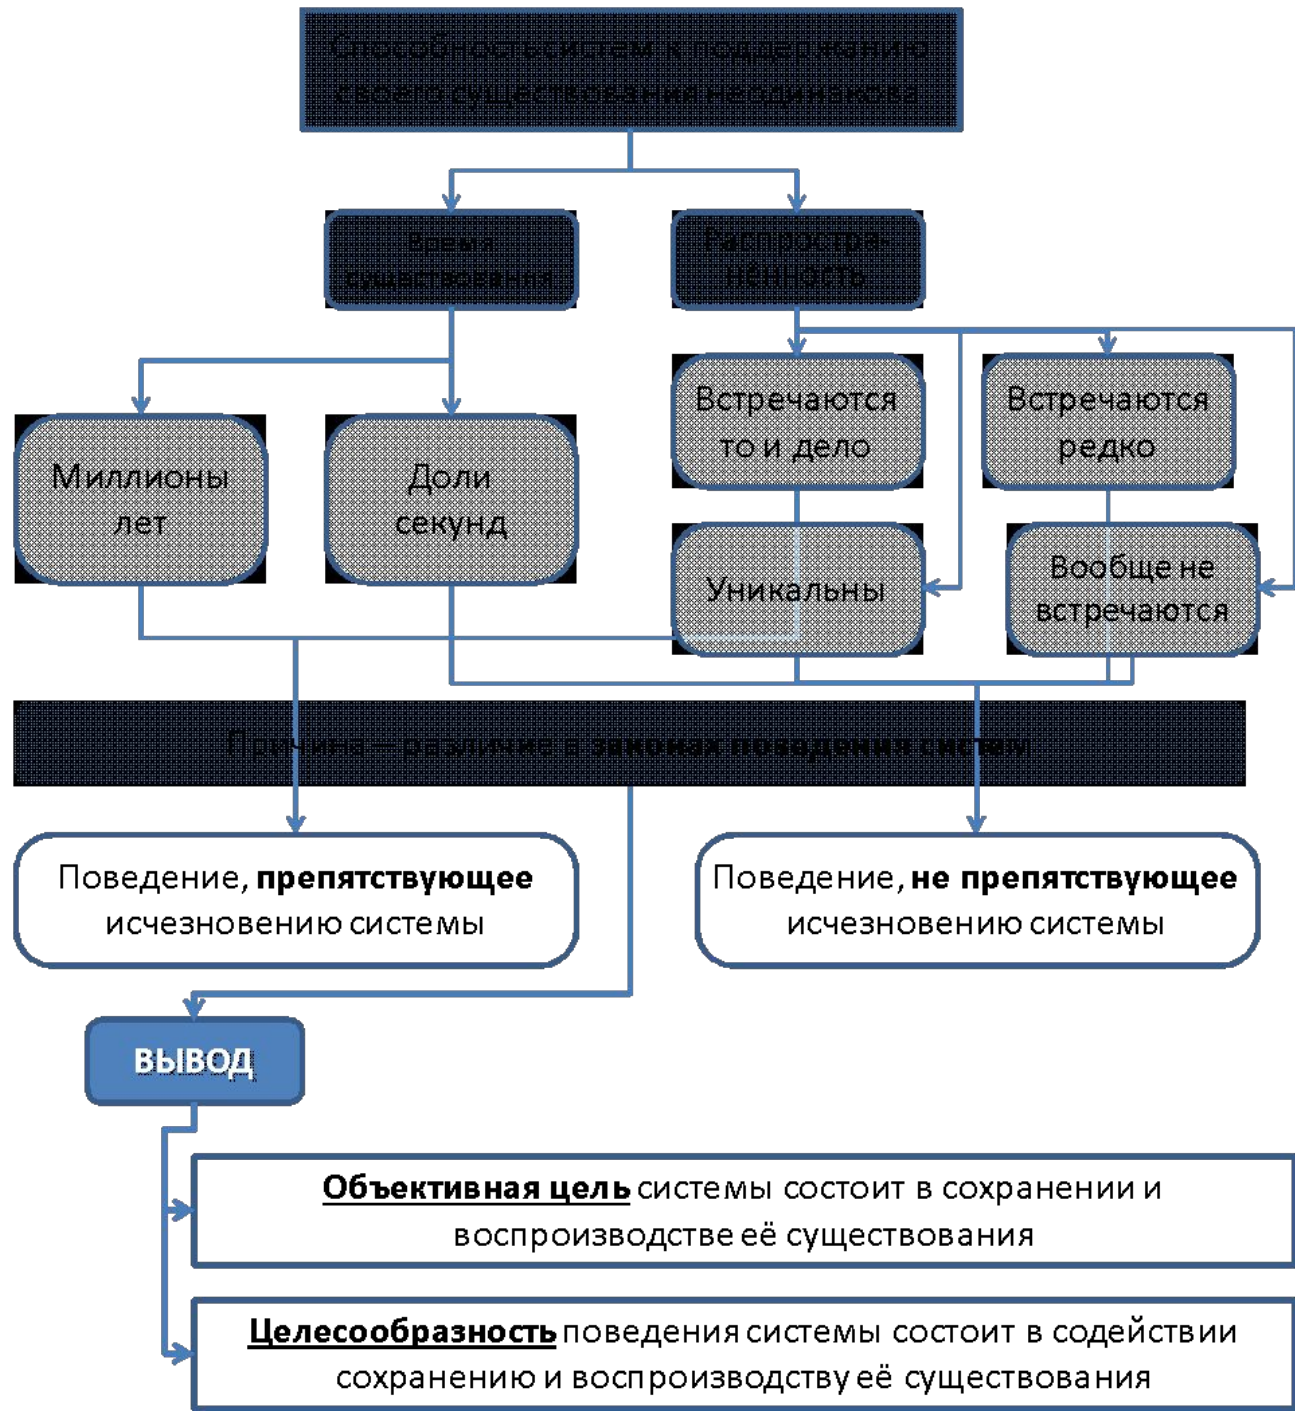 Способность систем к поддержанию
своего существования неодинакова
Время
существования
Распростра-
нённость
Миллионы
лет
Доли
секунд
Встречаются
то и дело
Встречаются
редко
Уникальны
Вообще не
встречаются
Причина – различие в законах поведения систем
Поведение, препятствующее
исчезновению системы
Поведение, не препятствующее
исчезновению системы
ВЫВОД
Объективная цель системы состоит в сохранении и
воспроизводстве её существования
Целесообразность поведения системы состоит в содействии
сохранению и воспроизводству её существования